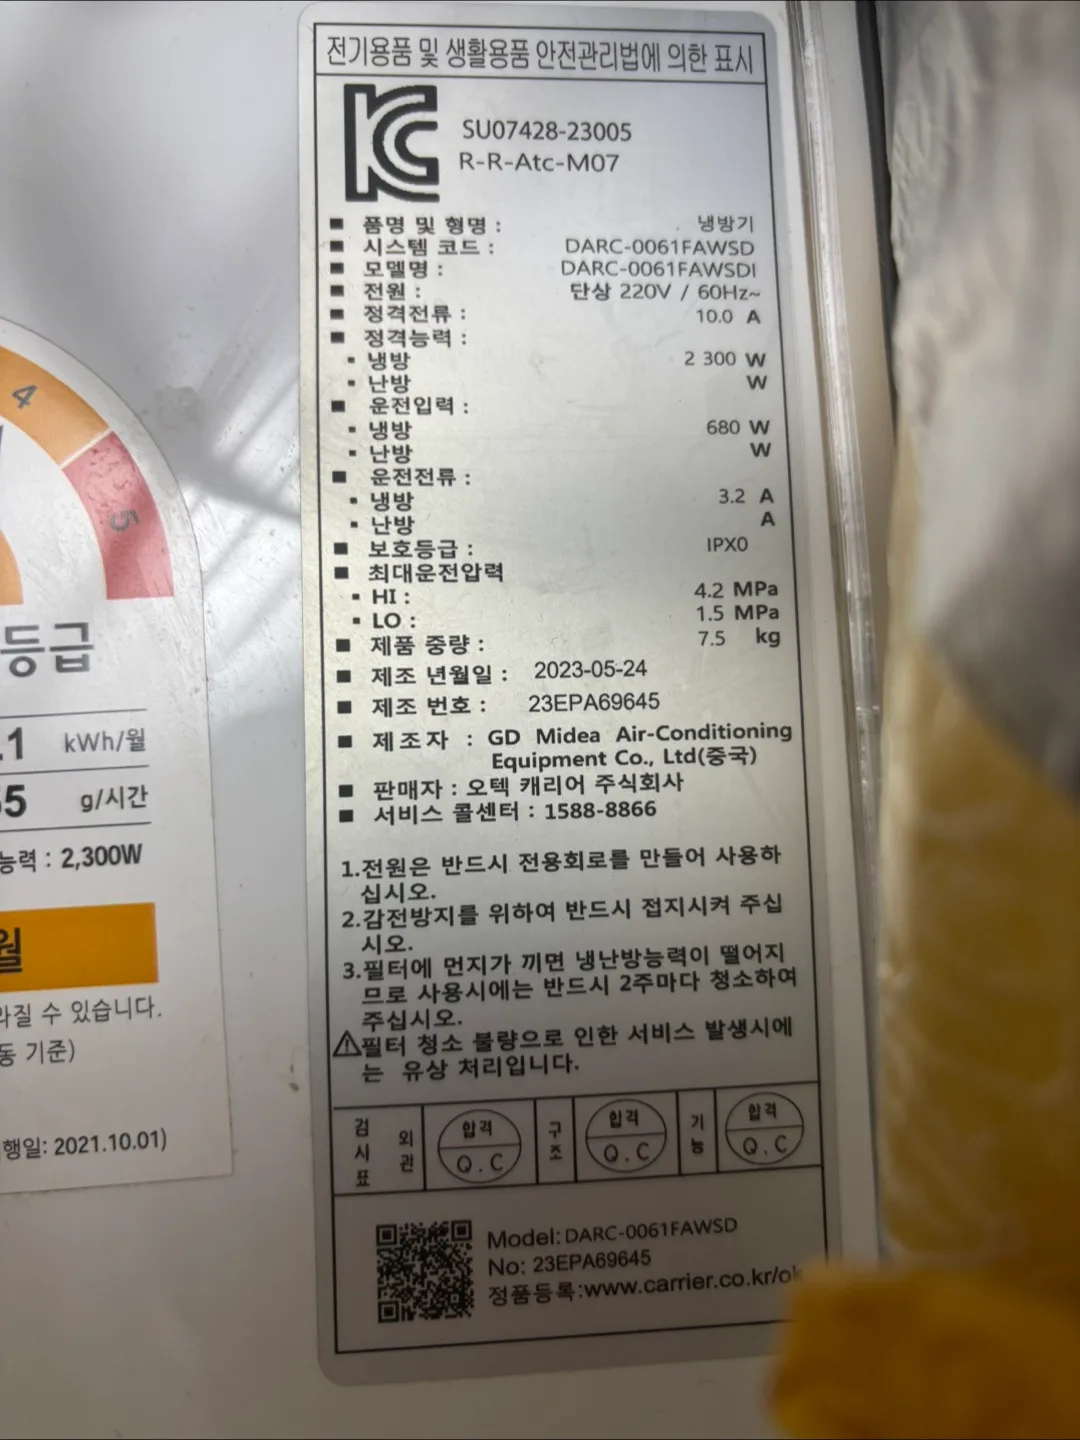 전기용품 및 생활용품 안전관리법에 의한 표시
SU07428-23005
R-R-Atc-M07
■ 품명 및 형명 : 냉방기
■ 시스템 코드 : DARC-0061FAWSD
■ 모델명 : DARC-0061FAWSDI
■ 전원 : 단상 220V / 60Hz~
■ 정격전류 : 10.0 A
■ 정격능력 :
▪ 냉방 2 300 W
▪ 난방 W
■ 운전입력 :
▪ 냉방 680 W
▪ 난방 W
■ 운전전류 :
▪ 냉방 3.2 A
▪ 난방 A
■ 보호등급 : IPX0
■ 최대운전압력
▪ HI : 4.2 MPa
▪ LO : 1.5 MPa
■ 제품 중량 : 7.5 kg
■ 제조 년월일 : 2023-05-24
■ 제조 번호 : 23EPA69645
■ 제조자 : GD Midea Air-Conditioning
Equipment Co., Ltd(중국)
■ 판매자 : 오텍 캐리어 주식회사
■ 서비스 콜센터 : 1588-8866
1.전원은 반드시 전용회로를 만들어 사용하
십시오.
2.감전방지를 위하여 반드시 접지시켜 주십
시오.
3.필터에 먼지가 끼면 냉난방능력이 떨어지
므로 사용시에는 반드시 2주마다 청소하여
주십시오.
⚠필터 청소 불량으로 인한 서비스 발생시에
는 유상 처리입니다.
검사표 외관 합격 Q.C 구조 합격 Q.C 기능 합격 Q.C
Model: DARC-0061FAWSD
No: 23EPA69645
정품등록:www.carrier.co.kr/ok
4
5
등급
.1 kWh/월
5 g/시간
능력 : 2,300W
월
라질 수 있습니다.
동 기준)
행일: 2021.10.01)